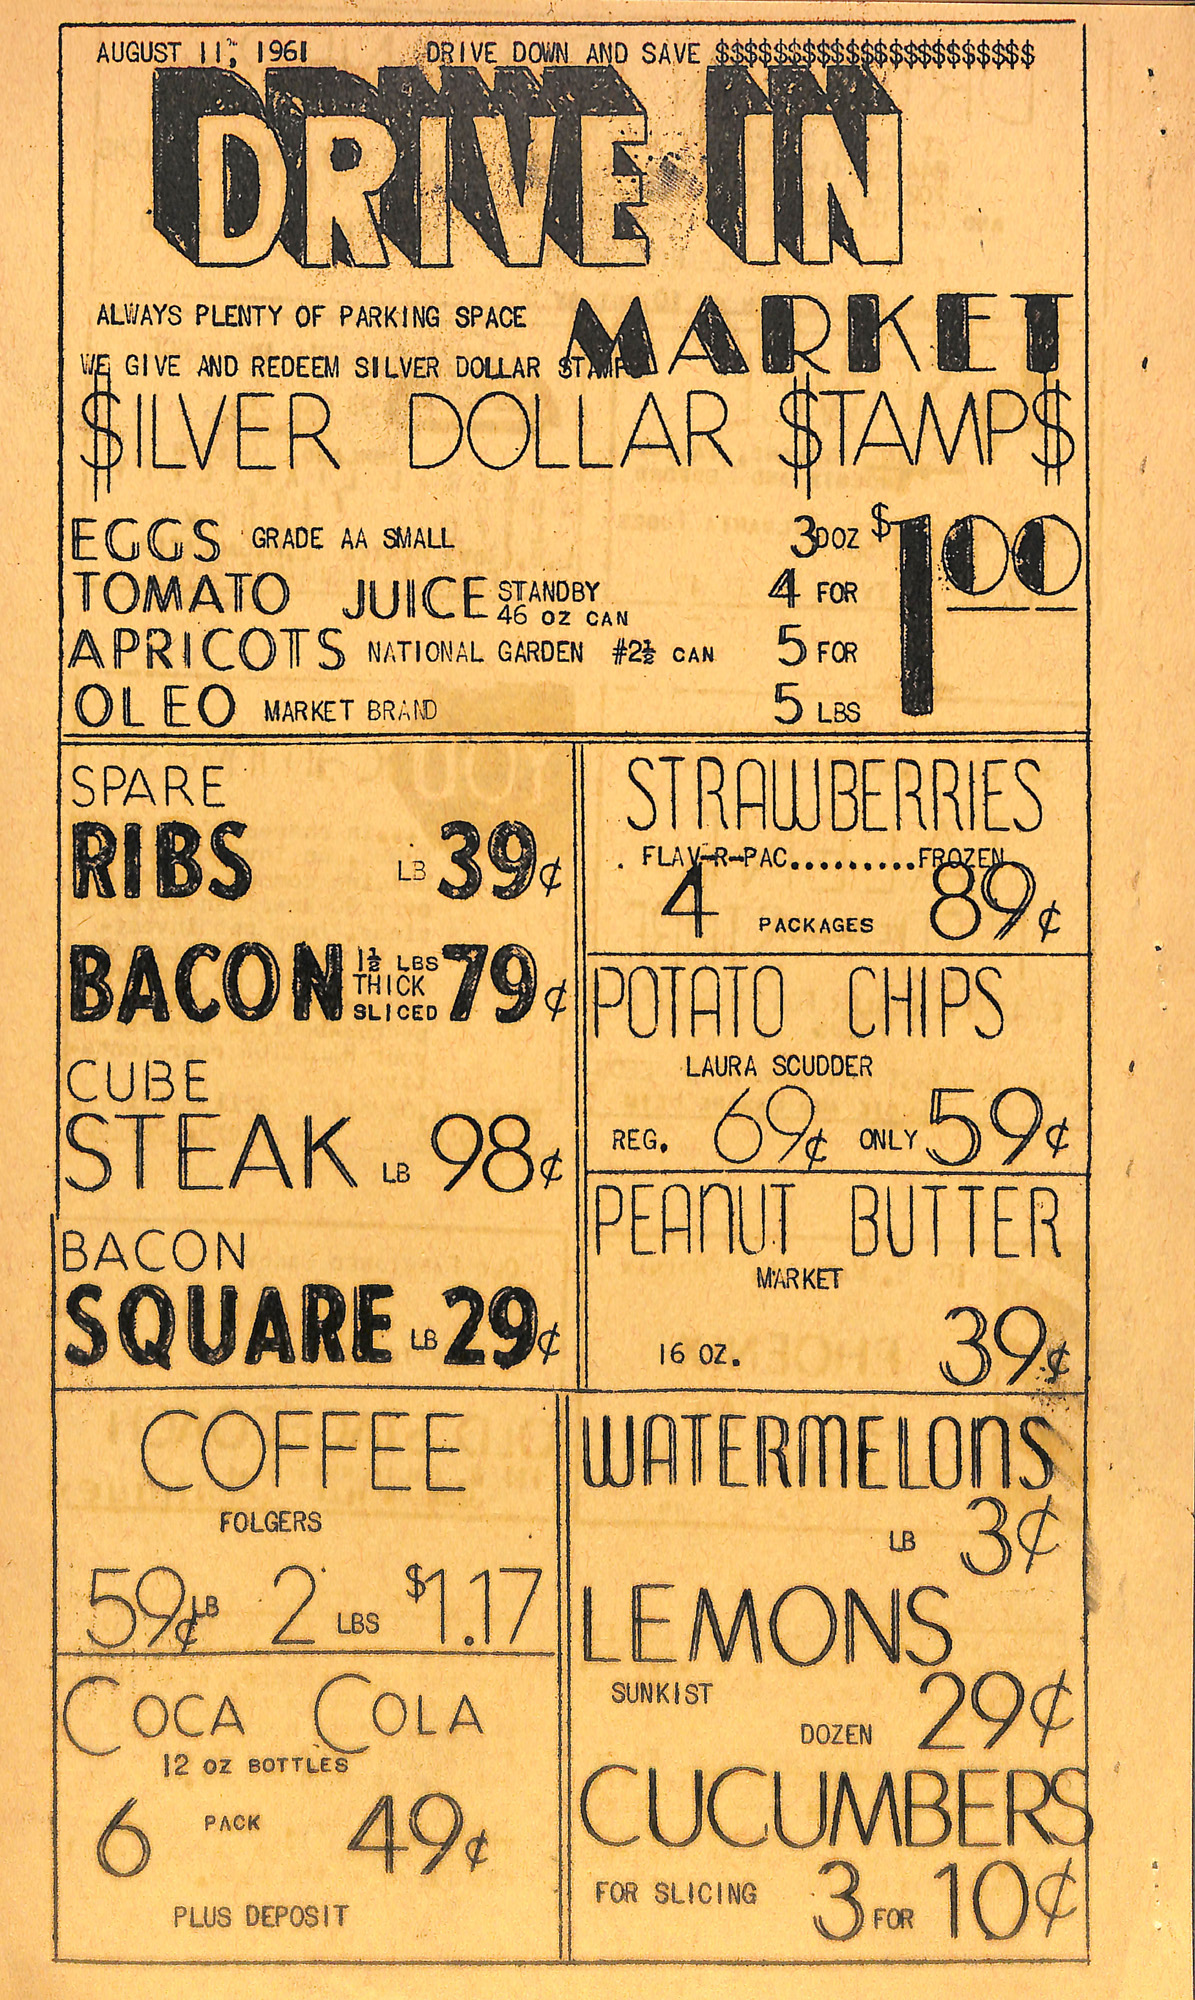 AUGUST 11, 1961 DRIVE DOWN AND SAVE $$$$$$$$$$$$$$$$$$$$$$
DRIVE IN
ALWAYS PLENTY OF PARKING SPACE
MARKET
WE GIVE AND REDEEM SILVER DOLLAR STAMPS
$ILVER DOLLAR $TAMP$
EGGS GRADE AA SMALL 3 DOZ $1.00
TOMATO JUICE STANDBY 46 OZ CAN 4 FOR
APRICOTS NATIONAL GARDEN #2½ CAN 5 FOR
OLEO MARKET BRAND 5 LBS
SPARE
RIBS LB 39¢
BACON 1½ LBS THICK SLICED 79¢
CUBE
STEAK LB 98¢
BACON
SQUARE LB 29¢
STRAWBERRIES
FLAV-R-PAC.........FROZEN
4 PACKAGES 89¢
POTATO CHIPS
LAURA SCUDDER
REG. 69¢ ONLY 59¢
PEANUT BUTTER
MARKET
16 OZ. 39¢
COFFEE
FOLGERS
59¢ LB 2 LBS $1.17
COCA COLA
12 OZ BOTTLES
6 PACK 49¢
PLUS DEPOSIT
WATERMELONS
LB 3¢
LEMONS
SUNKIST
DOZEN 29¢
CUCUMBERS
FOR SLICING 3 FOR 10¢